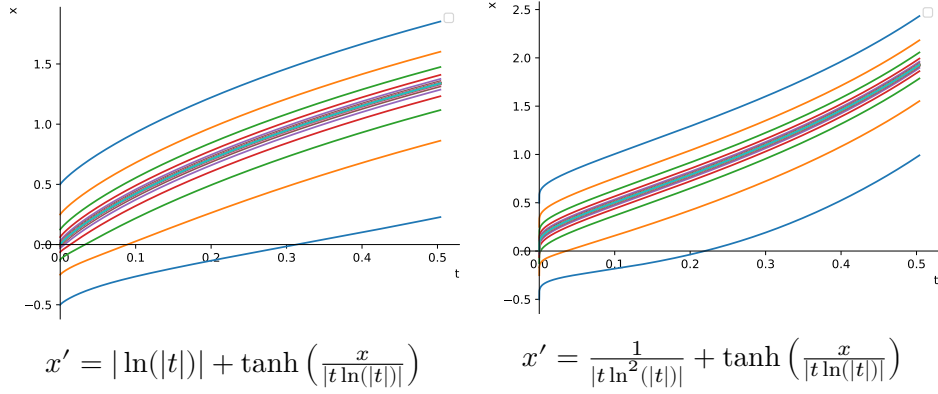 x
1.5
1.0
0.5
0.0
−0.5
0.0 0.1 0.2 0.3 0.4 0.5
t
x
2.5
2.0
1.5
1.0
0.5
0.0
−0.5
0.0 0.1 0.2 0.3 0.4 0.5
t
x′ = | ln(|t|)| + tanh ( x / |t ln(|t|)| )
x′ = 1 / |t ln²(|t|)| + tanh ( x / |t ln(|t|)| )